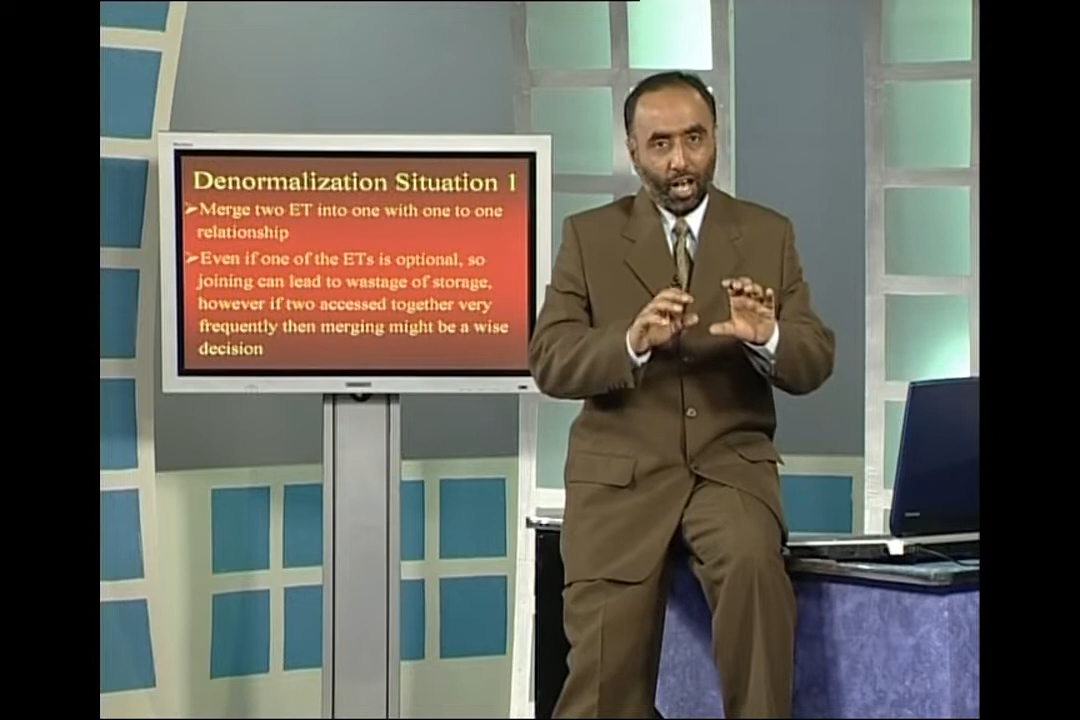 Denormalization Situation 1
➢Merge two ET into one with one to one
relationship
➢Even if one of the ETs is optional, so
joining can lead to wastage of storage,
however if two accessed together very
frequently then merging might be a wise
decision